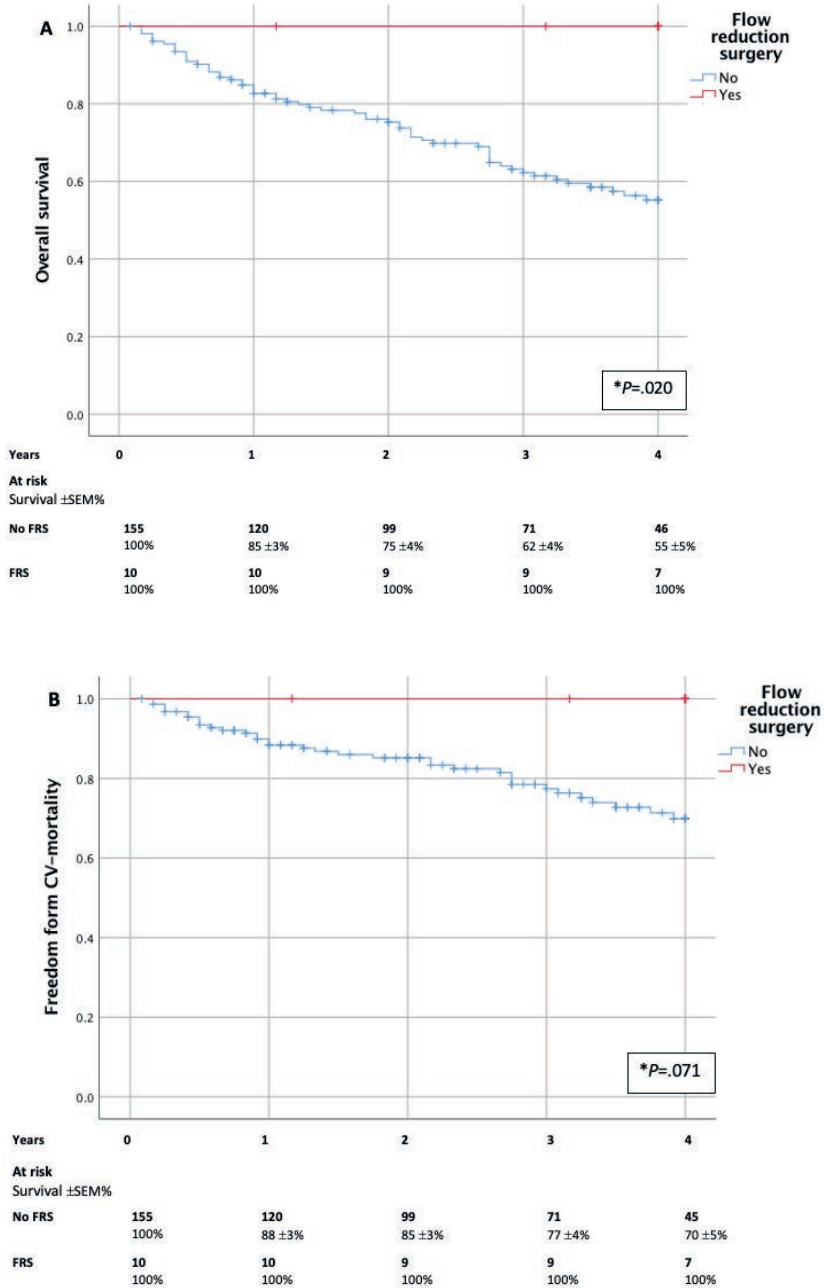 A
Flow
reduction
surgery
No
Yes
1.0
0.8
0.6
0.4
0.2
0.0
Overall survival
*P=.020
Years 0 1 2 3 4
At risk
Survival ±SEM%
No FRS 155 120 99 71 46
100% 85 ±3% 75 ±4% 62 ±4% 55 ±5%
FRS 10 10 9 9 7
100% 100% 100% 100% 100%
B
Flow
reduction
surgery
No
Yes
1.0
0.8
0.6
0.4
0.2
0.0
Freedom form CV-mortality
*P=.071
Years 0 1 2 3 4
At risk
Survival ±SEM%
No FRS 155 120 99 71 45
100% 88 ±3% 85 ±3% 77 ±4% 70 ±5%
FRS 10 10 9 9 7
100% 100% 100% 100% 100%